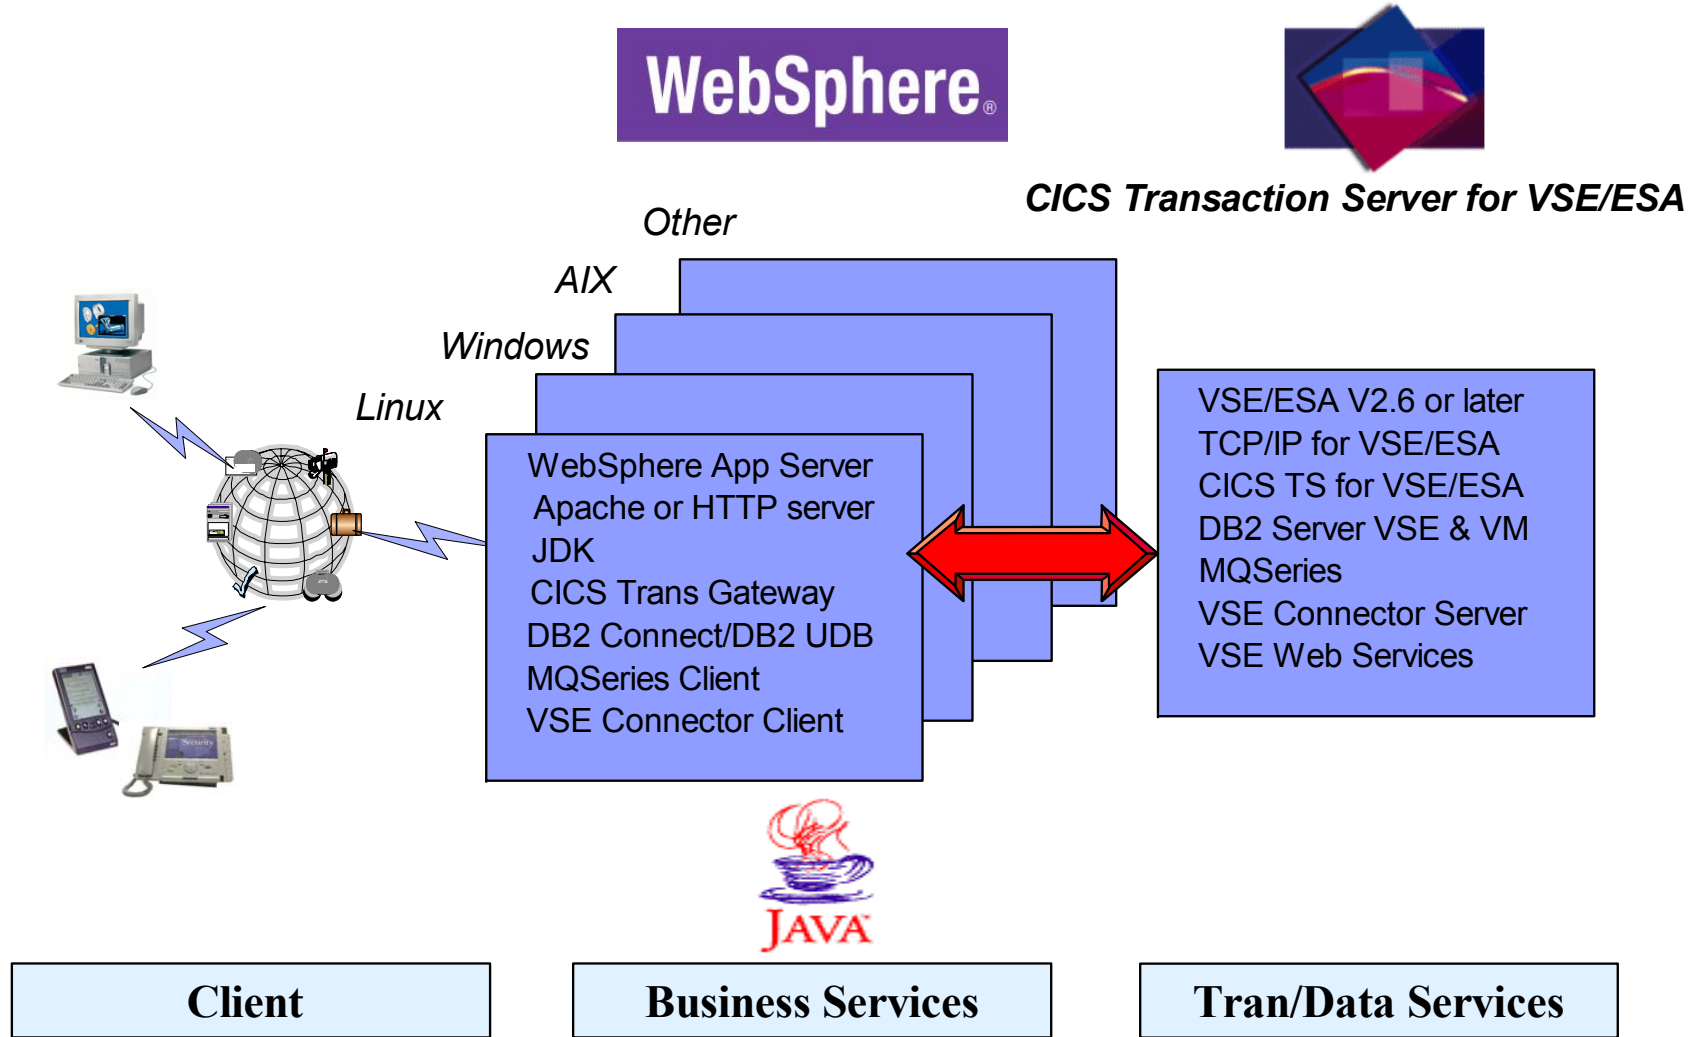 WebSphere®
CICS Transaction Server for VSE/ESA
Other
AIX
Windows
Linux
WebSphere App Server
Apache or HTTP server
JDK
CICS Trans Gateway
DB2 Connect/DB2 UDB
MQSeries Client
VSE Connector Client
VSE/ESA V2.6 or later
TCP/IP for VSE/ESA
CICS TS for VSE/ESA
DB2 Server VSE & VM
MQSeries
VSE Connector Server
VSE Web Services
Security
JAVA™
Client
Business Services
Tran/Data Services